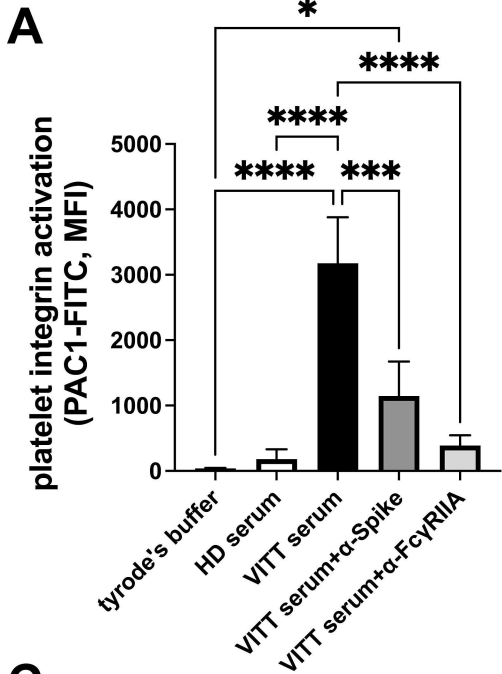 A
*
****
****
**** ***
platelet integrin activation
(PAC1-FITC, MFI)
5000
4000
3000
2000
1000
0
tyrode's buffer
HD serum
VITT serum
VITT serum+α-Spike
VITT serum+α-FcγRIIA